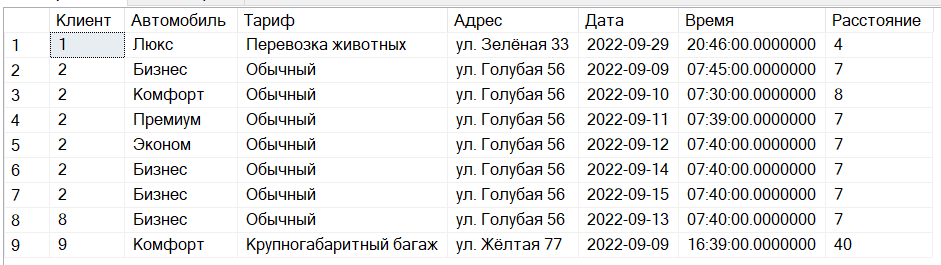 Клиент Автомобиль Тариф Адрес Дата Время Расстояние
1 1 Люкс Перевозка животных ул. Зелёная 33 2022-09-29 20:46:00.0000000 4
2 2 Бизнес Обычный ул. Голубая 56 2022-09-09 07:45:00.0000000 7
3 2 Комфорт Обычный ул. Голубая 56 2022-09-10 07:30:00.0000000 8
4 2 Премиум Обычный ул. Голубая 56 2022-09-11 07:39:00.0000000 7
5 2 Эконом Обычный ул. Голубая 56 2022-09-12 07:40:00.0000000 7
6 2 Бизнес Обычный ул. Голубая 56 2022-09-14 07:40:00.0000000 7
7 2 Бизнес Обычный ул. Голубая 56 2022-09-15 07:40:00.0000000 7
8 8 Бизнес Обычный ул. Голубая 56 2022-09-13 07:40:00.0000000 7
9 9 Комфорт Крупногабаритный багаж ул. Жёлтая 77 2022-09-09 16:39:00.0000000 40